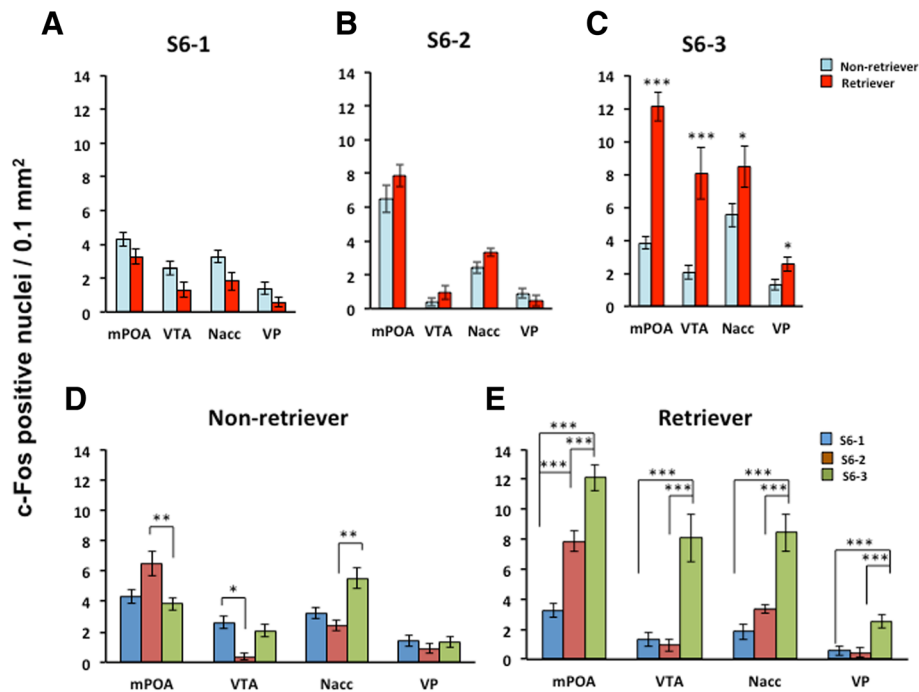 A
S6-1
B
S6-2
C
S6-3
Non-retriever
Retriever
c-Fos positive nuclei / 0.1 mm²
14
12
10
8
6
4
2
0
mPOA VTA Nacc VP
14
12
10
8
6
4
2
0
mPOA VTA Nacc VP
14
12
10
8
6
4
2
0
***
***
*
*
mPOA VTA Nacc VP
D
Non-retriever
14
12
10
8
6
4
2
0
**
*
**
mPOA VTA Nacc VP
E
Retriever
S6-1
S6-2
S6-3
14
12
10
8
6
4
2
0
***
***
***
***
***
***
***
***
***
mPOA VTA Nacc VP